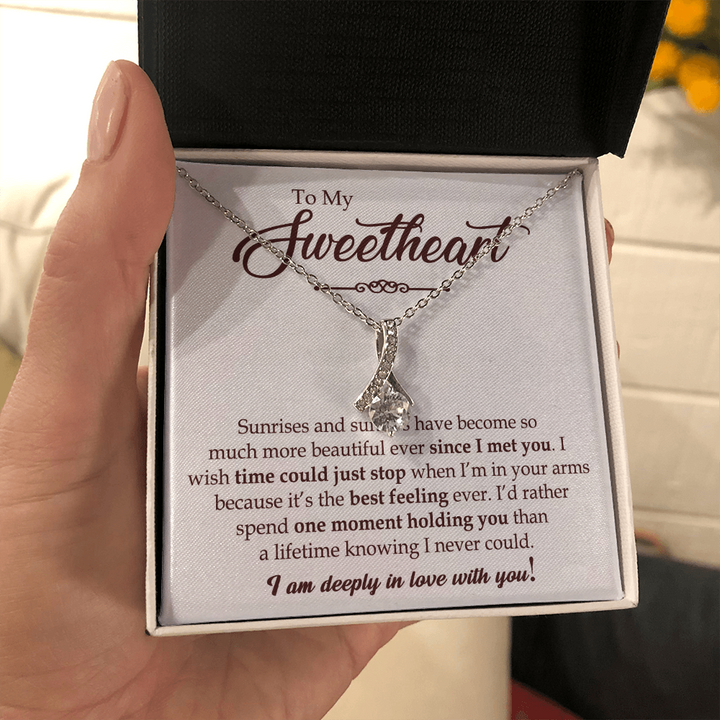 To My
Sweetheart
Sunrises and have become so
much more beautiful ever since I met you. I
wish time could just stop when I'm in your arms
because it's the best feeling ever. I'd rather
spend one moment holding you than
a lifetime knowing I never could.
I am deeply in love with you!